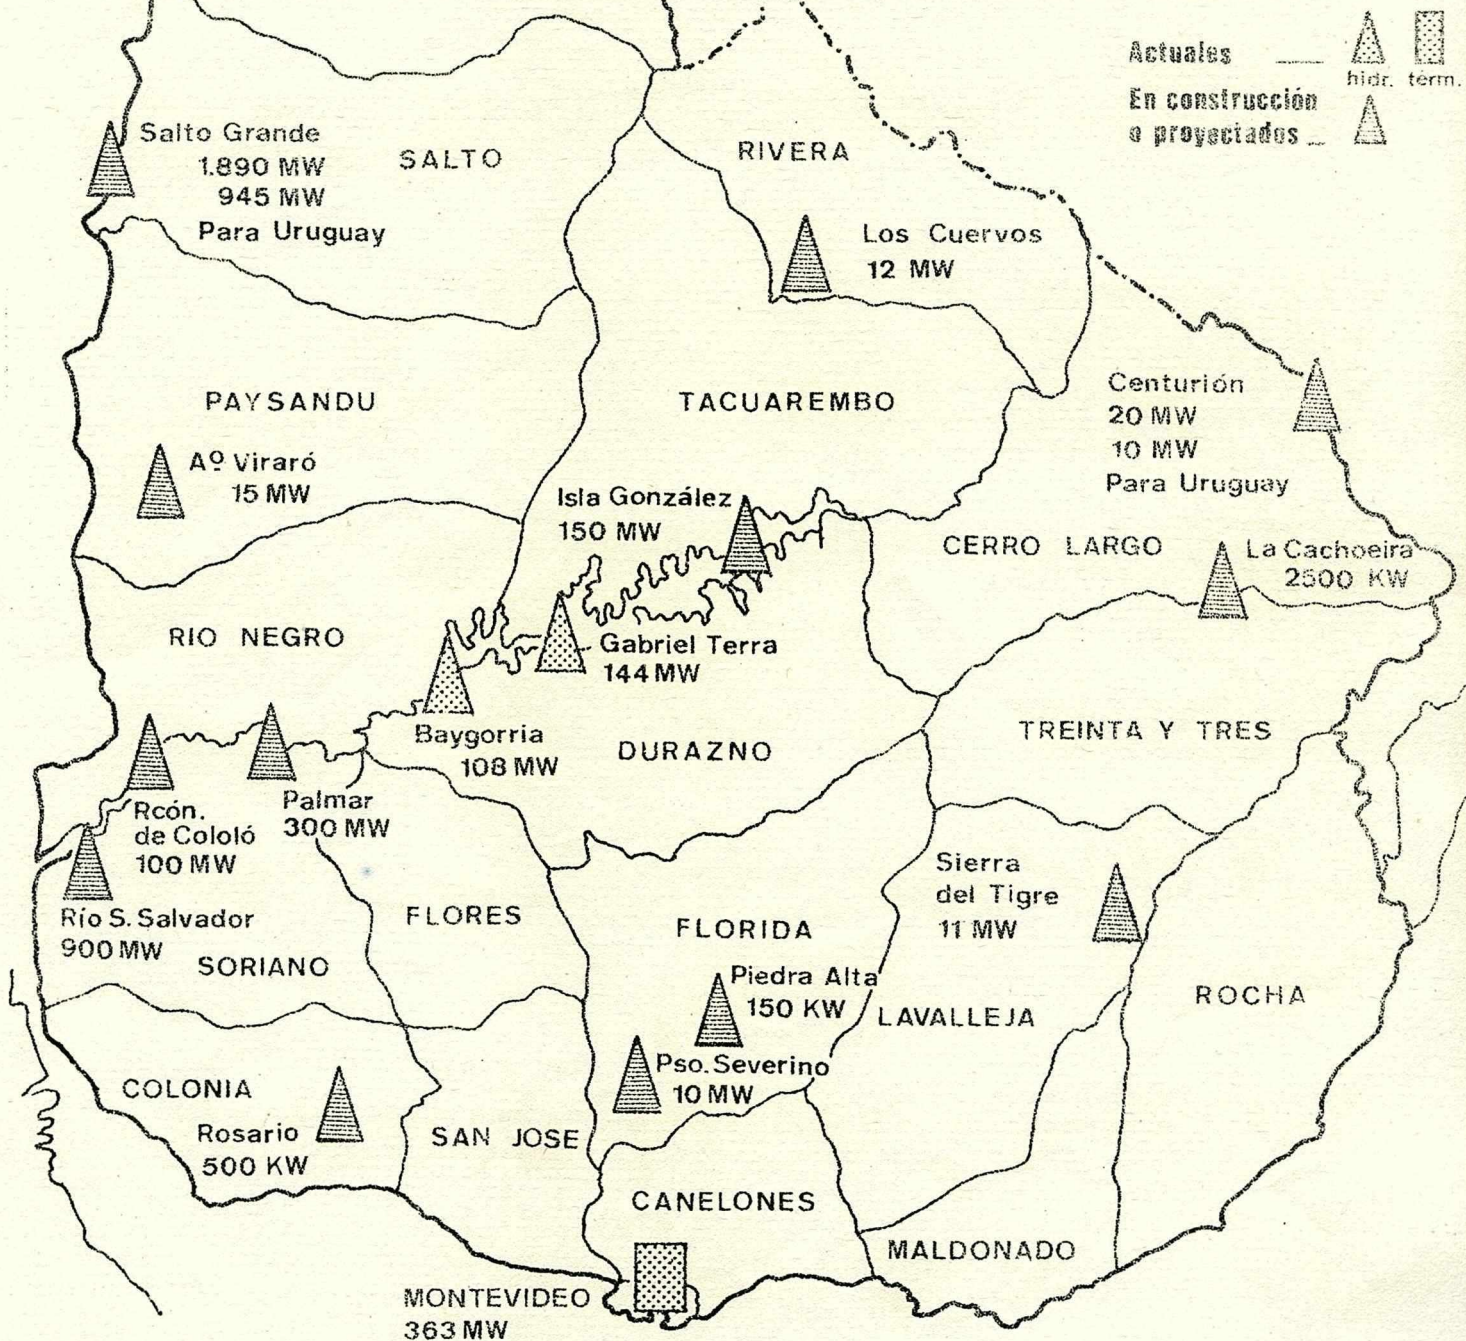 Actuales
hidr. térm.
En construcción
o proyectados
Salto Grande
1.890 MW
945 MW
Para Uruguay
SALTO
RIVERA
Los Cuervos
12 MW
PAYSANDU
Aº Viraró
15 MW
TACUAREMBO
Centurión
20 MW
10 MW
Para Uruguay
Isla González
150 MW
CERRO LARGO
La Cachoeira
2500 KW
RIO NEGRO
Gabriel Terra
144 MW
Baygorria
108 MW
DURAZNO
TREINTA Y TRES
Rcón.
de Cololó
100 MW
Palmar
300 MW
Río S. Salvador
900 MW
SORIANO
FLORES
FLORIDA
Sierra
del Tigre
11 MW
Piedra Alta
150 KW
LAVALLEJA
ROCHA
Pso. Severino
10 MW
COLONIA
Rosario
500 KW
SAN JOSE
CANELONES
MALDONADO
MONTEVIDEO
363 MW